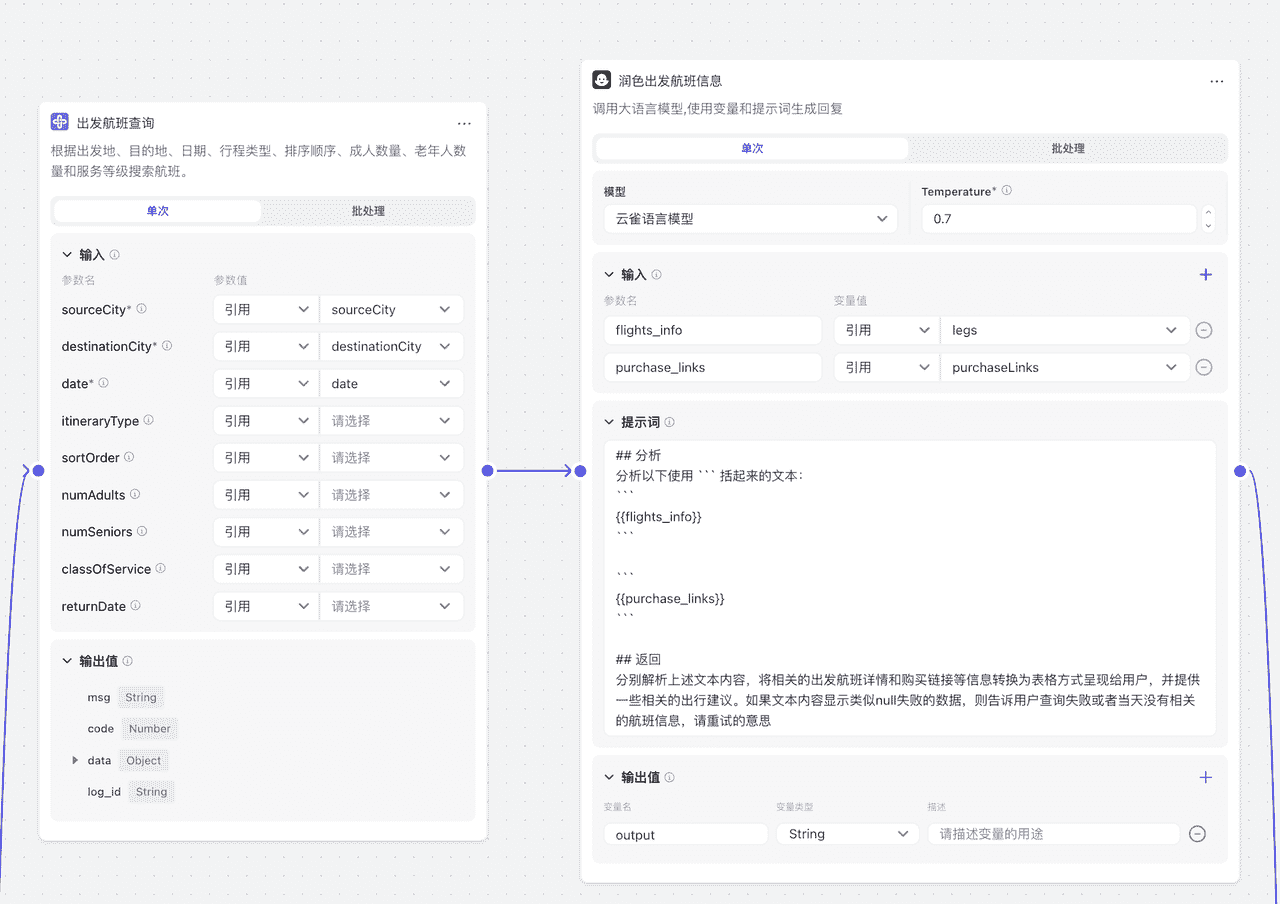 出发航班查询
根据出发地、目的地、日期、行程类型、排序顺序、成人数量、老年人数
量和服务等级搜索航班。
单次 批处理
输入
参数名 参数值
sourceCity* 引用 sourceCity
destinationCity* 引用 destinationCity
date* 引用 date
itineraryType 引用 请选择
sortOrder 引用 请选择
numAdults 引用 请选择
numSeniors 引用 请选择
classOfService 引用 请选择
returnDate 引用 请选择
输出值
msg String
code Number
data Object
log_id String
润色出发航班信息
调用大语言模型,使用变量和提示词生成回复
单次 批处理
模型 Temperature*
云雀语言模型 0.7
输入
参数名 变量值
flights_info 引用 legs
purchase_links 引用 purchaseLinks
提示词
## 分析
分析以下使用 ``` 括起来的文本：
```
{{flights_info}}
```
```
{{purchase_links}}
```
## 返回
分别解析上述文本内容，将相关的出发航班详情和购买链接等信息转换为表格方式呈现给用户，并提供
一些相关的出行建议。如果文本内容显示类似null失败的数据，则告诉用户查询失败或者当天没有相关
的航班信息，请重试的意思
输出值
变量名 变量类型 描述
output String 请描述变量的用途